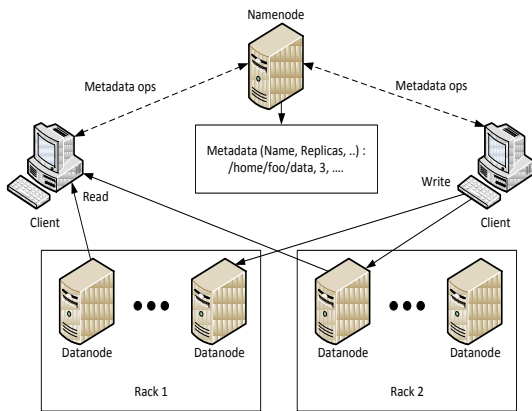 Namenode
Metadata ops
Metadata ops
Metadata (Name, Replicas, ..) :
/home/foo/data, 3, ....
Read
Write
Client
Client
Datanode
Datanode
Datanode
Datanode
Rack 1
Rack 2